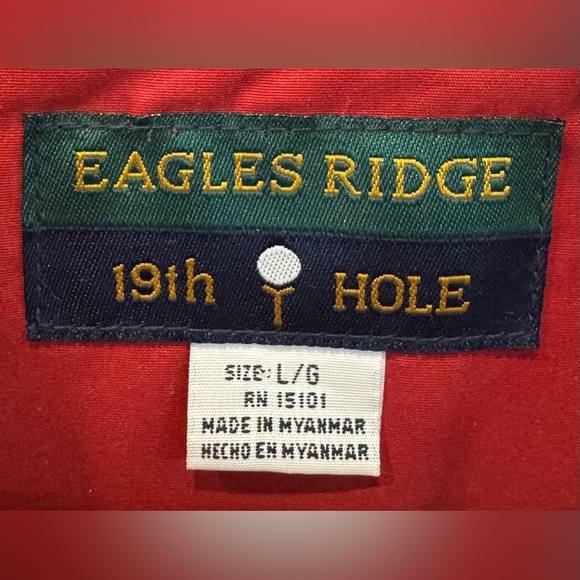 EAGLES RIDGE
19th HOLE
SIZE: L/G
RN 15101
MADE IN MYANMAR
HECHO EN MYANMAR